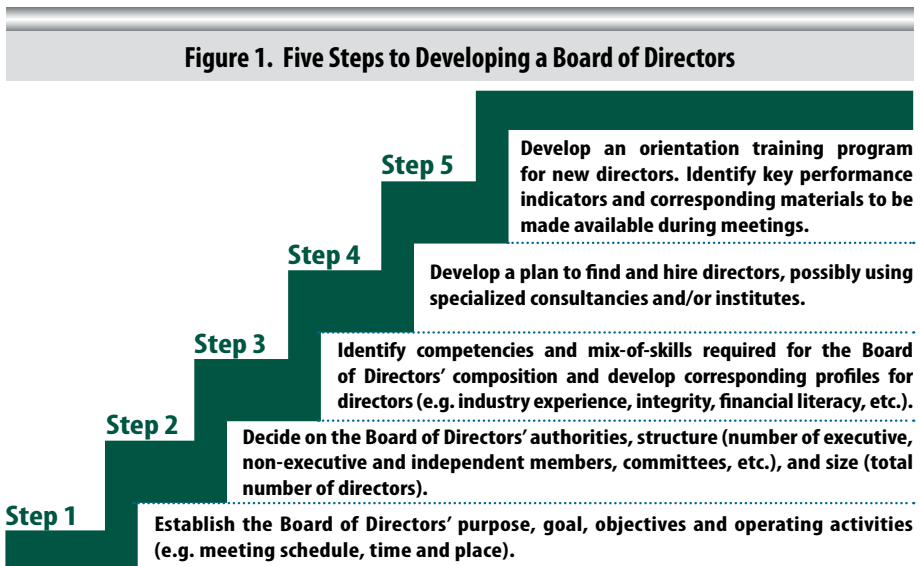 Figure 1. Five Steps to Developing a Board of Directors
Step 5
Develop an orientation training program
for new directors. Identify key performance
indicators and corresponding materials to be
made available during meetings.
Step 4
Develop a plan to find and hire directors, possibly using
specialized consultancies and/or institutes.
Step 3
Identify competencies and mix-of-skills required for the Board
of Directors’ composition and develop corresponding profiles for
directors (e.g. industry experience, integrity, financial literacy, etc.).
Step 2
Decide on the Board of Directors’ authorities, structure (number of executive,
non-executive and independent members, committees, etc.), and size (total
number of directors).
Step 1
Establish the Board of Directors’ purpose, goal, objectives and operating activities
(e.g. meeting schedule, time and place).